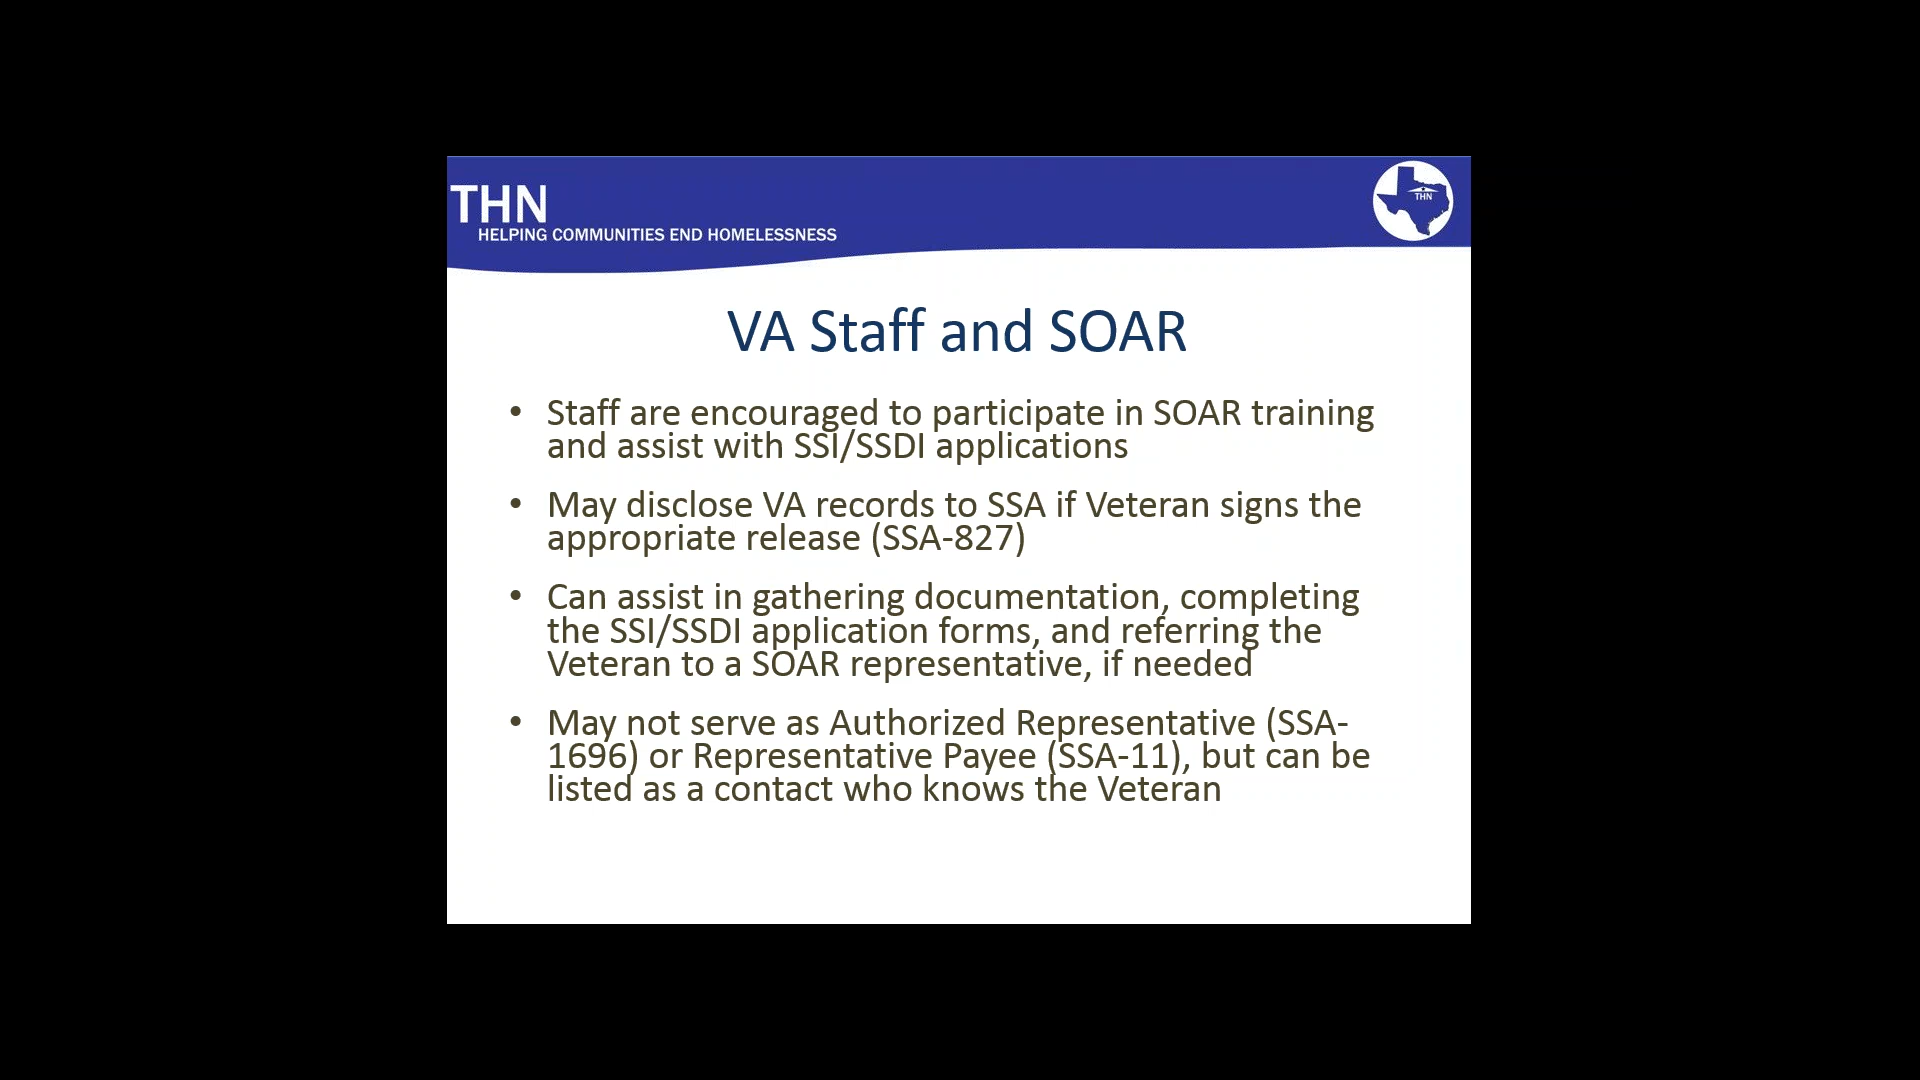 THN
HELPING COMMUNITIES END HOMELESSNESS
THN
VA Staff and SOAR
• Staff are encouraged to participate in SOAR training
and assist with SSI/SSDI applications
• May disclose VA records to SSA if Veteran signs the
appropriate release (SSA-827)
• Can assist in gathering documentation, completing
the SSI/SSDI application forms, and referring the
Veteran to a SOAR representative, if needed
• May not serve as Authorized Representative (SSA-
1696) or Representative Payee (SSA-11), but can be
listed as a contact who knows the Veteran